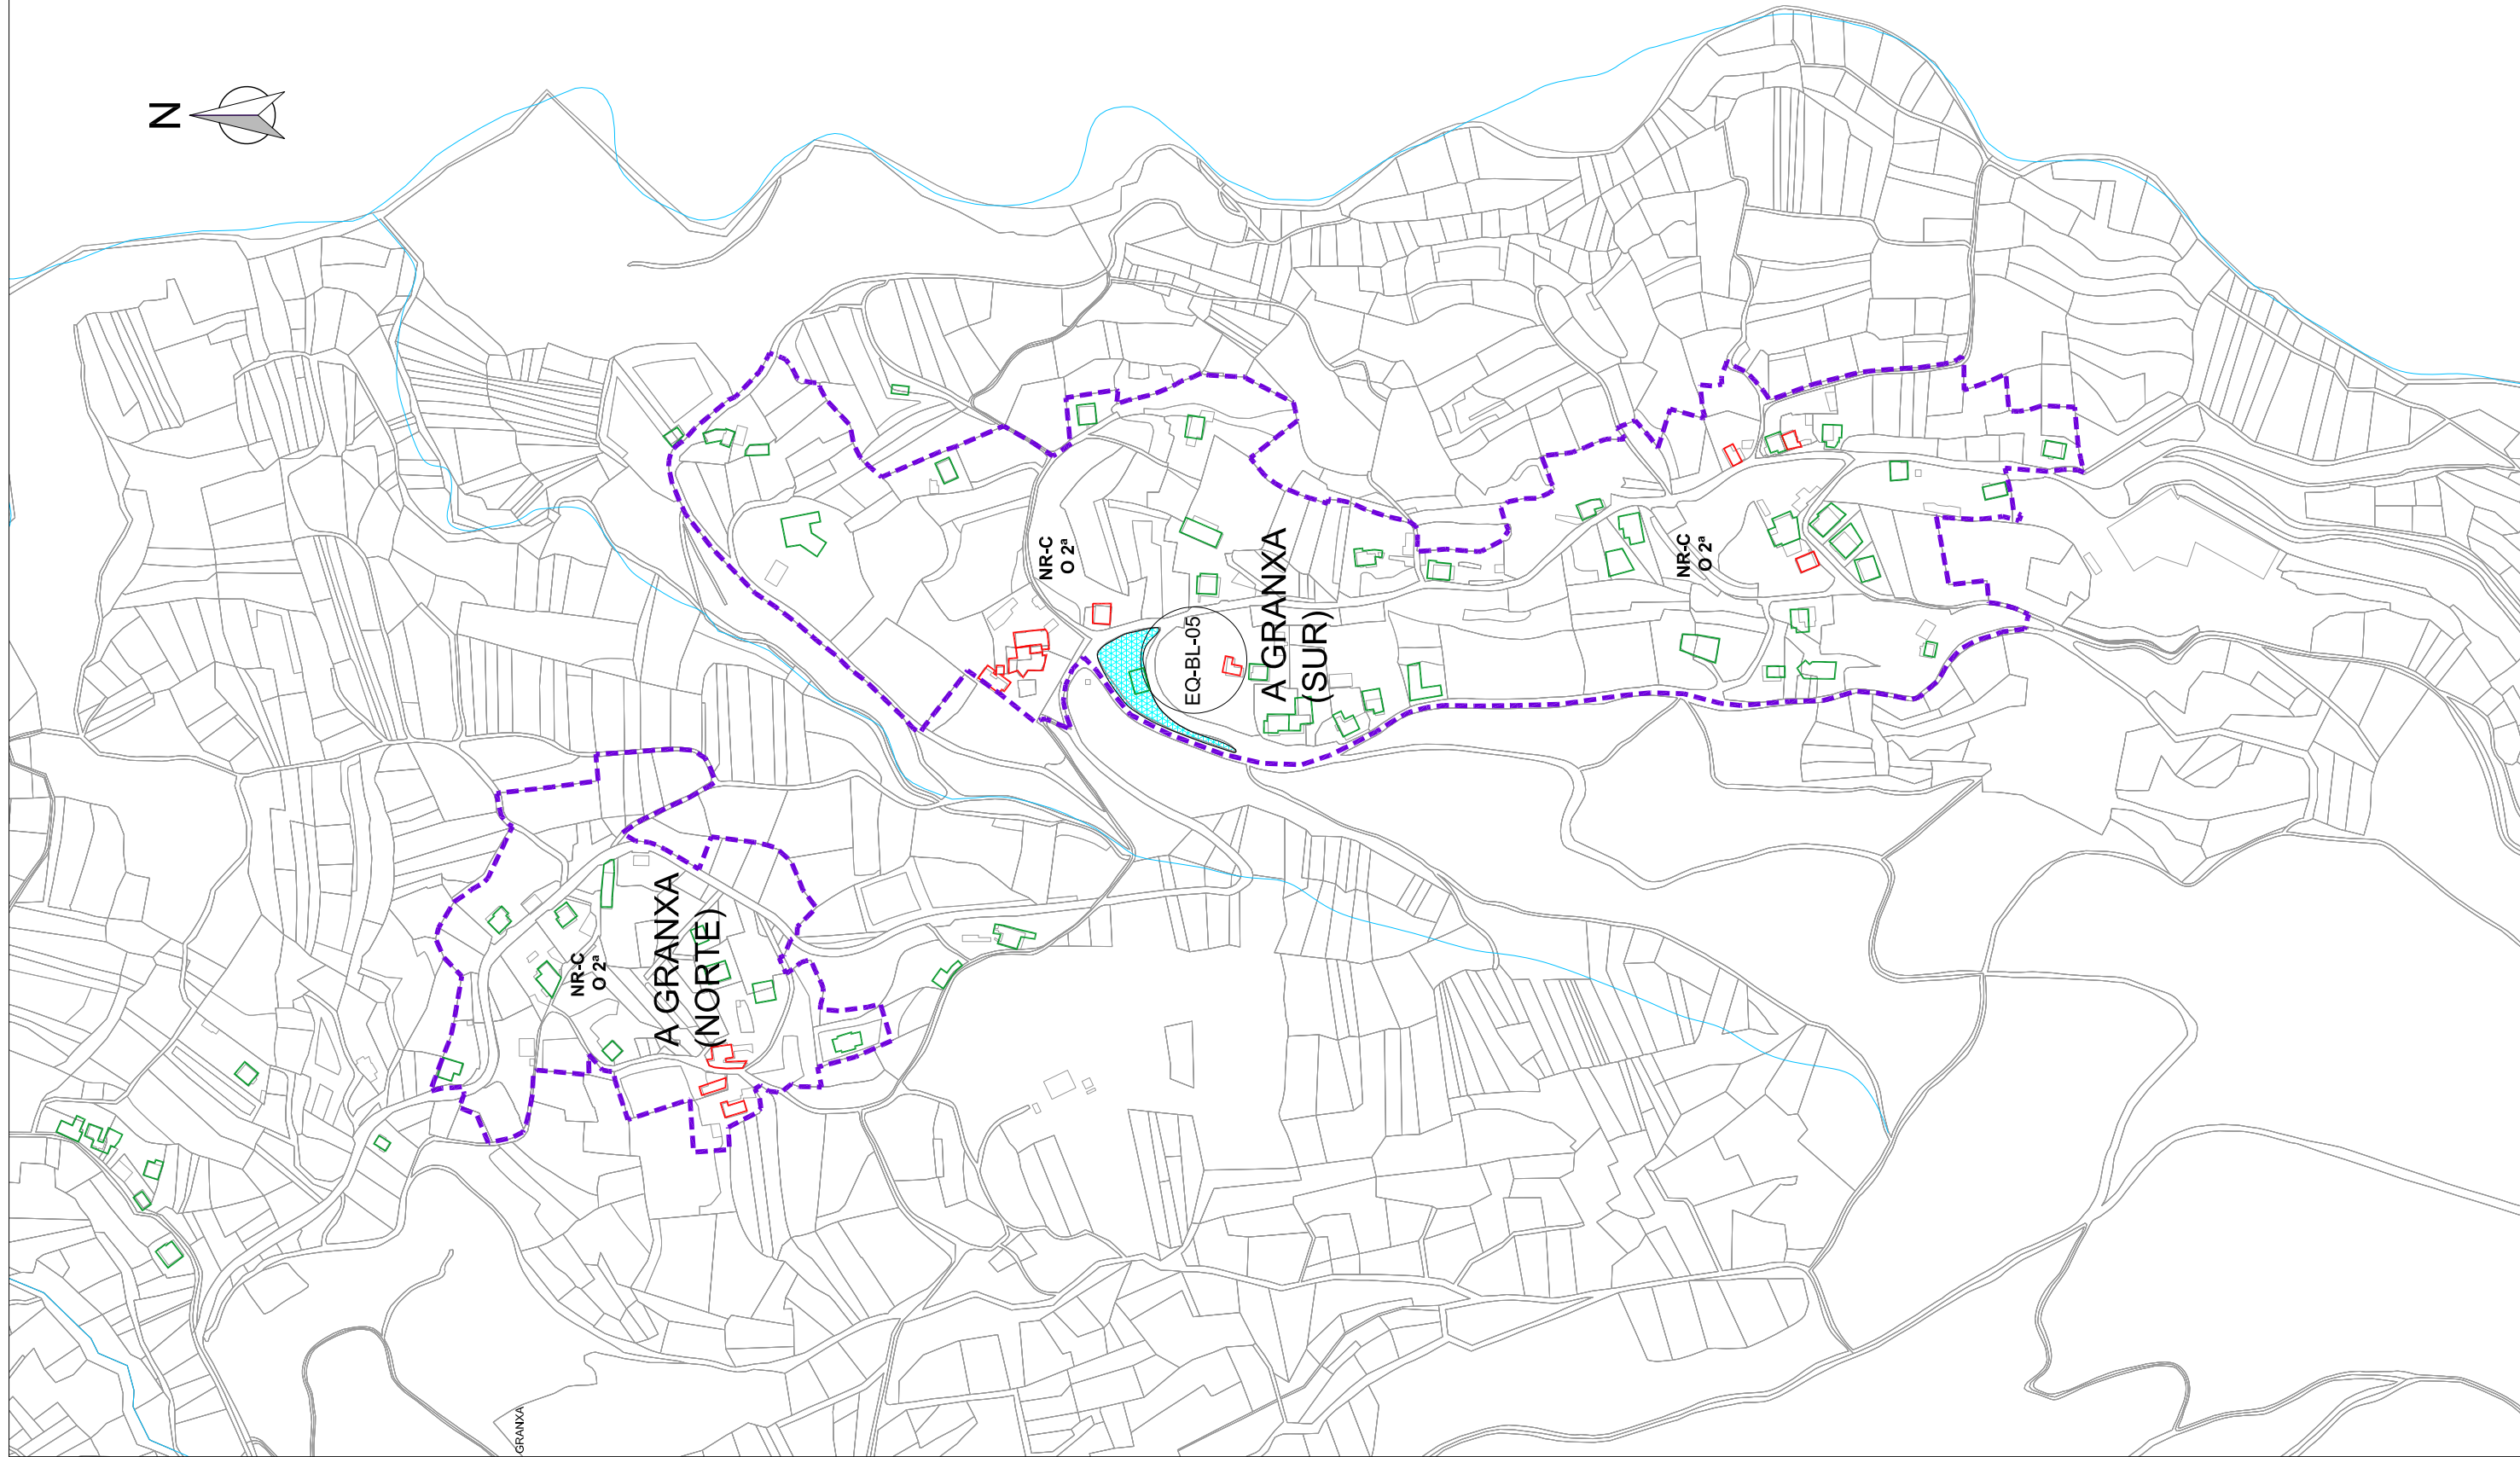 N
NR-C
O 2ª
A GRANXA
(NORTE)
NR-C
O 2ª
EQ-BL-05
A GRANXA
(SUR)
NR-C
O 2ª
GRANXA